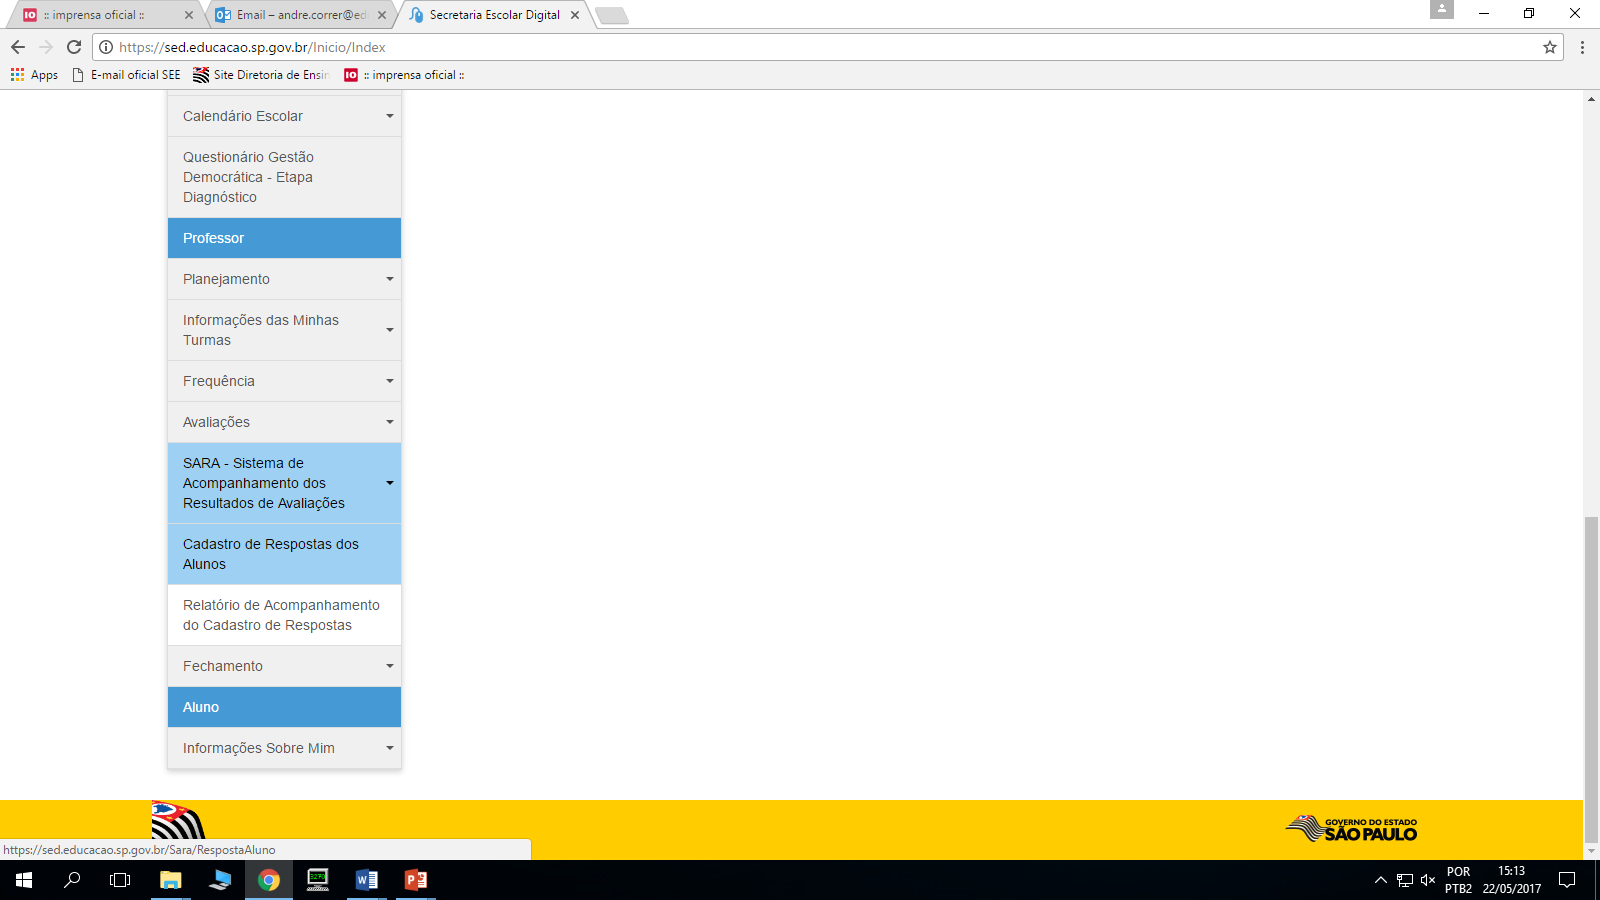 IO :: imprensa oficial ::
Email – andre.correr@ed
Secretaria Escolar Digital
https://sed.educacao.sp.gov.br/Inicio/Index
Apps
E-mail oficial SEE
Site Diretoria de Ensin
IO :: imprensa oficial ::
Calendário Escolar
Questionário Gestão
Democrática - Etapa
Diagnóstico
Professor
Planejamento
Informações das Minhas
Turmas
Frequência
Avaliações
SARA - Sistema de
Acompanhamento dos
Resultados de Avaliações
Cadastro de Respostas dos
Alunos
Relatório de Acompanhamento
do Cadastro de Respostas
Fechamento
Aluno
Informações Sobre Mim
GOVERNO DO ESTADO
SÃO PAULO
https://sed.educacao.sp.gov.br/Sara/RespostaAluno
3270
POR
PTB2
15:13
22/05/2017